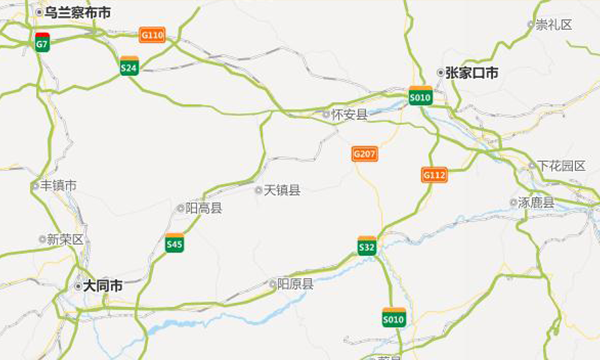 乌兰察布市
崇礼区
G110
G7
S24
张家口市
S010
怀安县
G207
下花园区
G112
丰镇市
天镇县
涿鹿县
阳高县
新荣区
S45
S32
大同市
阳原县
S010
蔚县